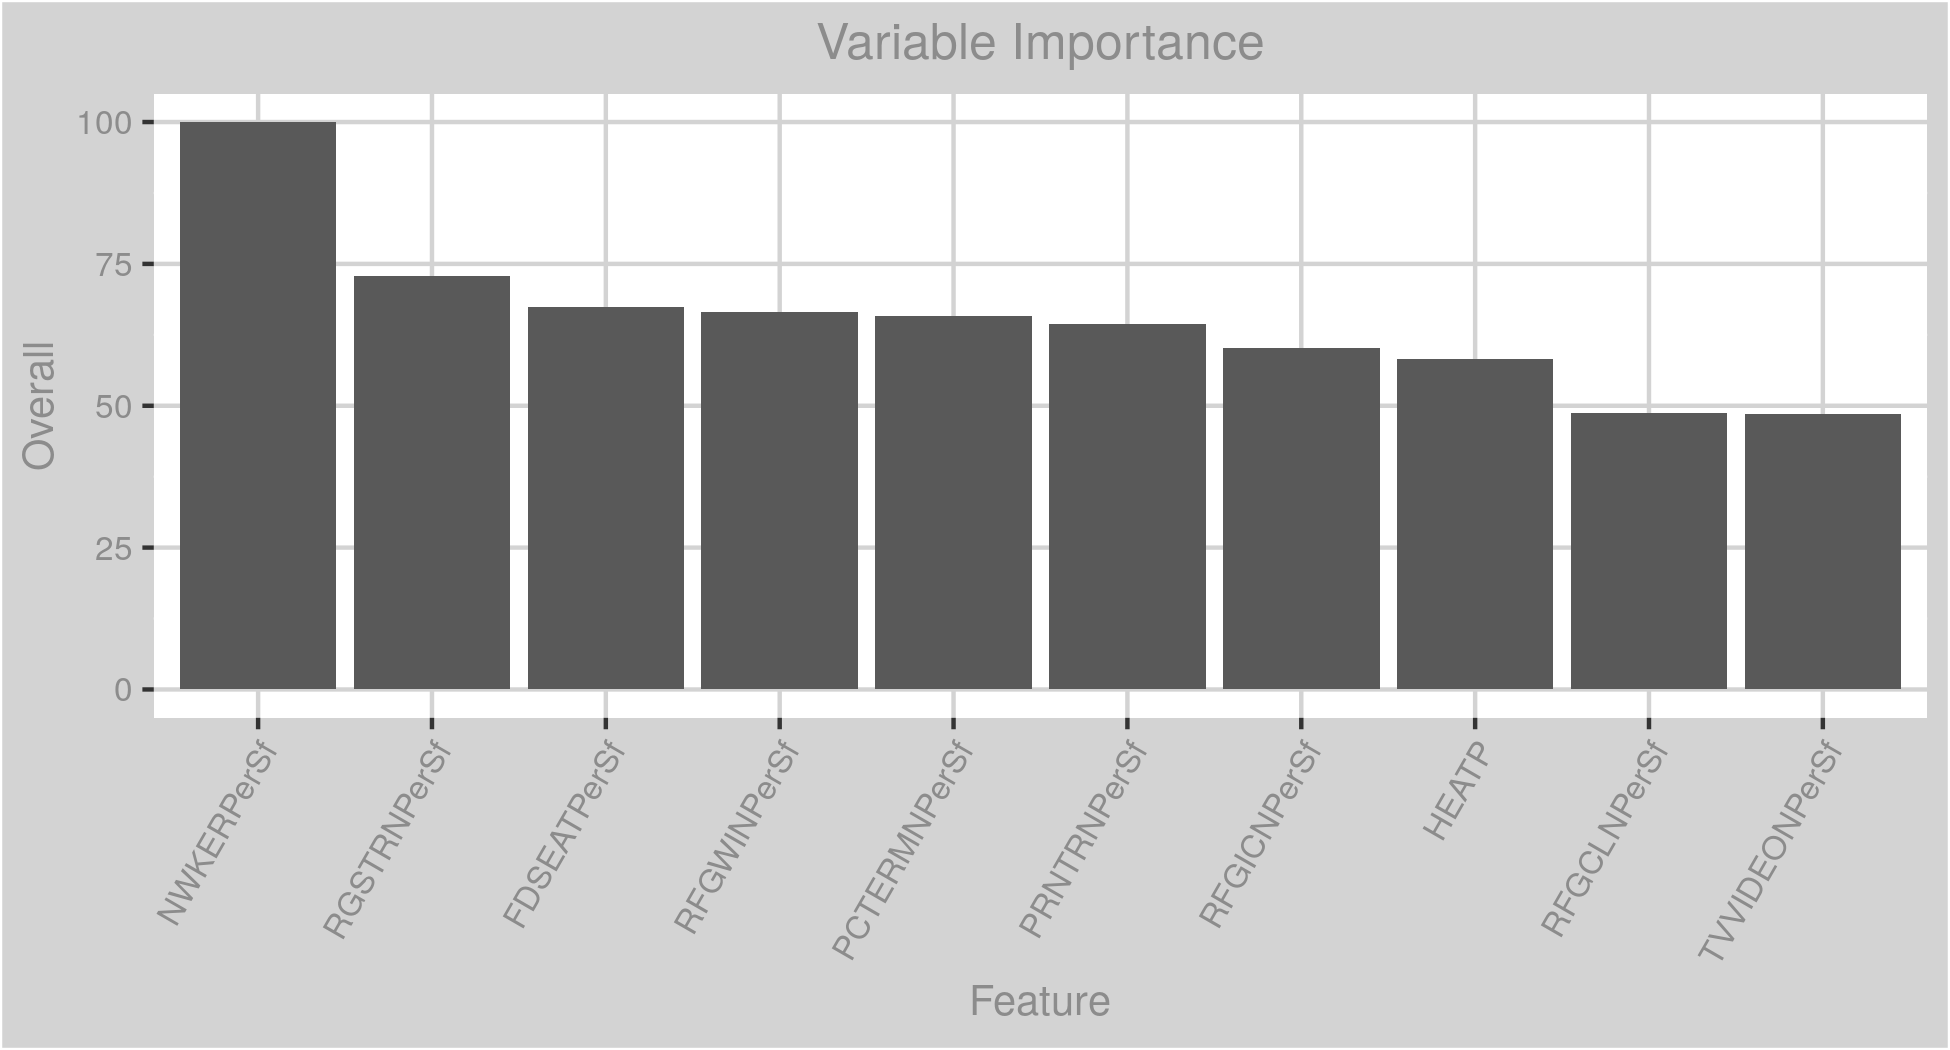 Variable Importance
100
75
50
25
0
Overall
NWKERPerSf
RGSTRNPerSf
FDSEATPerSf
RFGWINPerSf
PCTERMNPerSf
PRNTRNPerSf
RFGICNPerSf
HEATP
RFGCLNPerSf
TVVIDEONPerSf
Feature